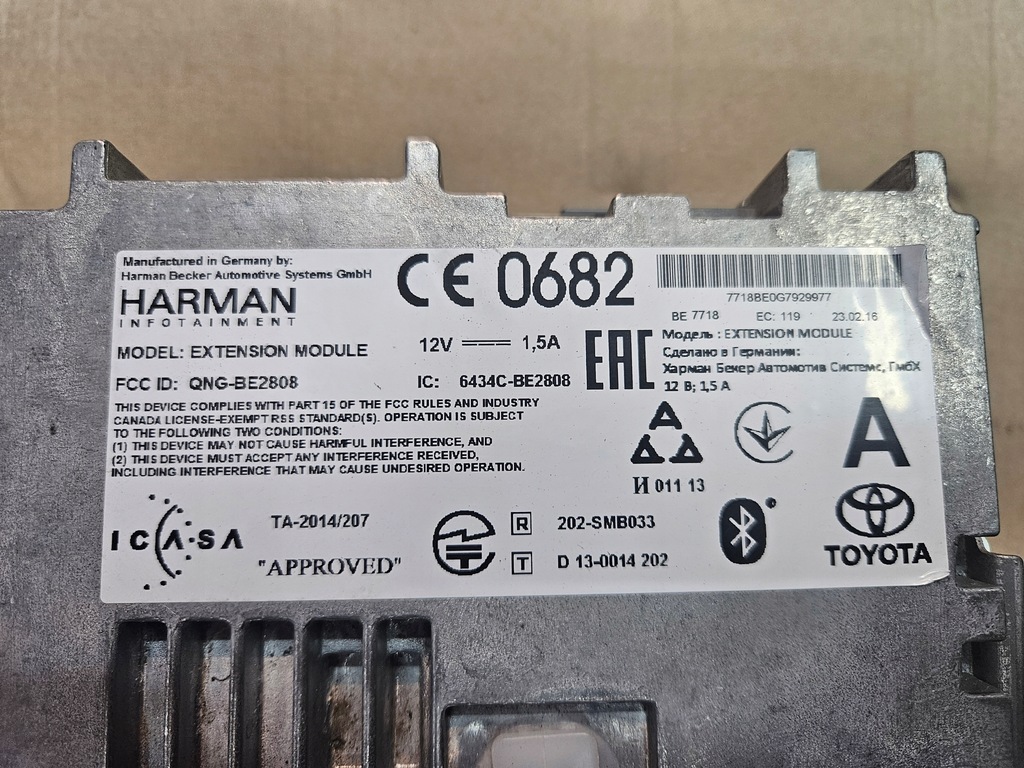 Manufactured in Germany by:
Harman Becker Automotive Systems GmbH
HARMAN
INFOTAINMENT
CE 0682
7718BE0G7929977
BE 7718 EC: 119 23.02.16
MODEL: EXTENSION MODULE
12V 1,5A
EAC
Модель : EXTENSION MODULE
Сделано в Германии:
Харман Бекер Автомотив Системс, ГмбХ
12 В; 1,5 А
FCC ID: QNG-BE2808
IC: 6434C-BE2808
THIS DEVICE COMPLIES WITH PART 15 OF THE FCC RULES AND INDUSTRY
CANADA LICENSE-EXEMPT RSS STANDARD(S). OPERATION IS SUBJECT
TO THE FOLLOWING TWO CONDITIONS:
(1) THIS DEVICE MAY NOT CAUSE HARMFUL INTERFERENCE, AND
(2) THIS DEVICE MUST ACCEPT ANY INTERFERENCE RECEIVED,
INCLUDING INTERFERENCE THAT MAY CAUSE UNDESIRED OPERATION.
И 011 13
A
ICASA
TA-2014/207
"APPROVED"
R 202-SMB033
T D 13-0014 202
TOYOTA